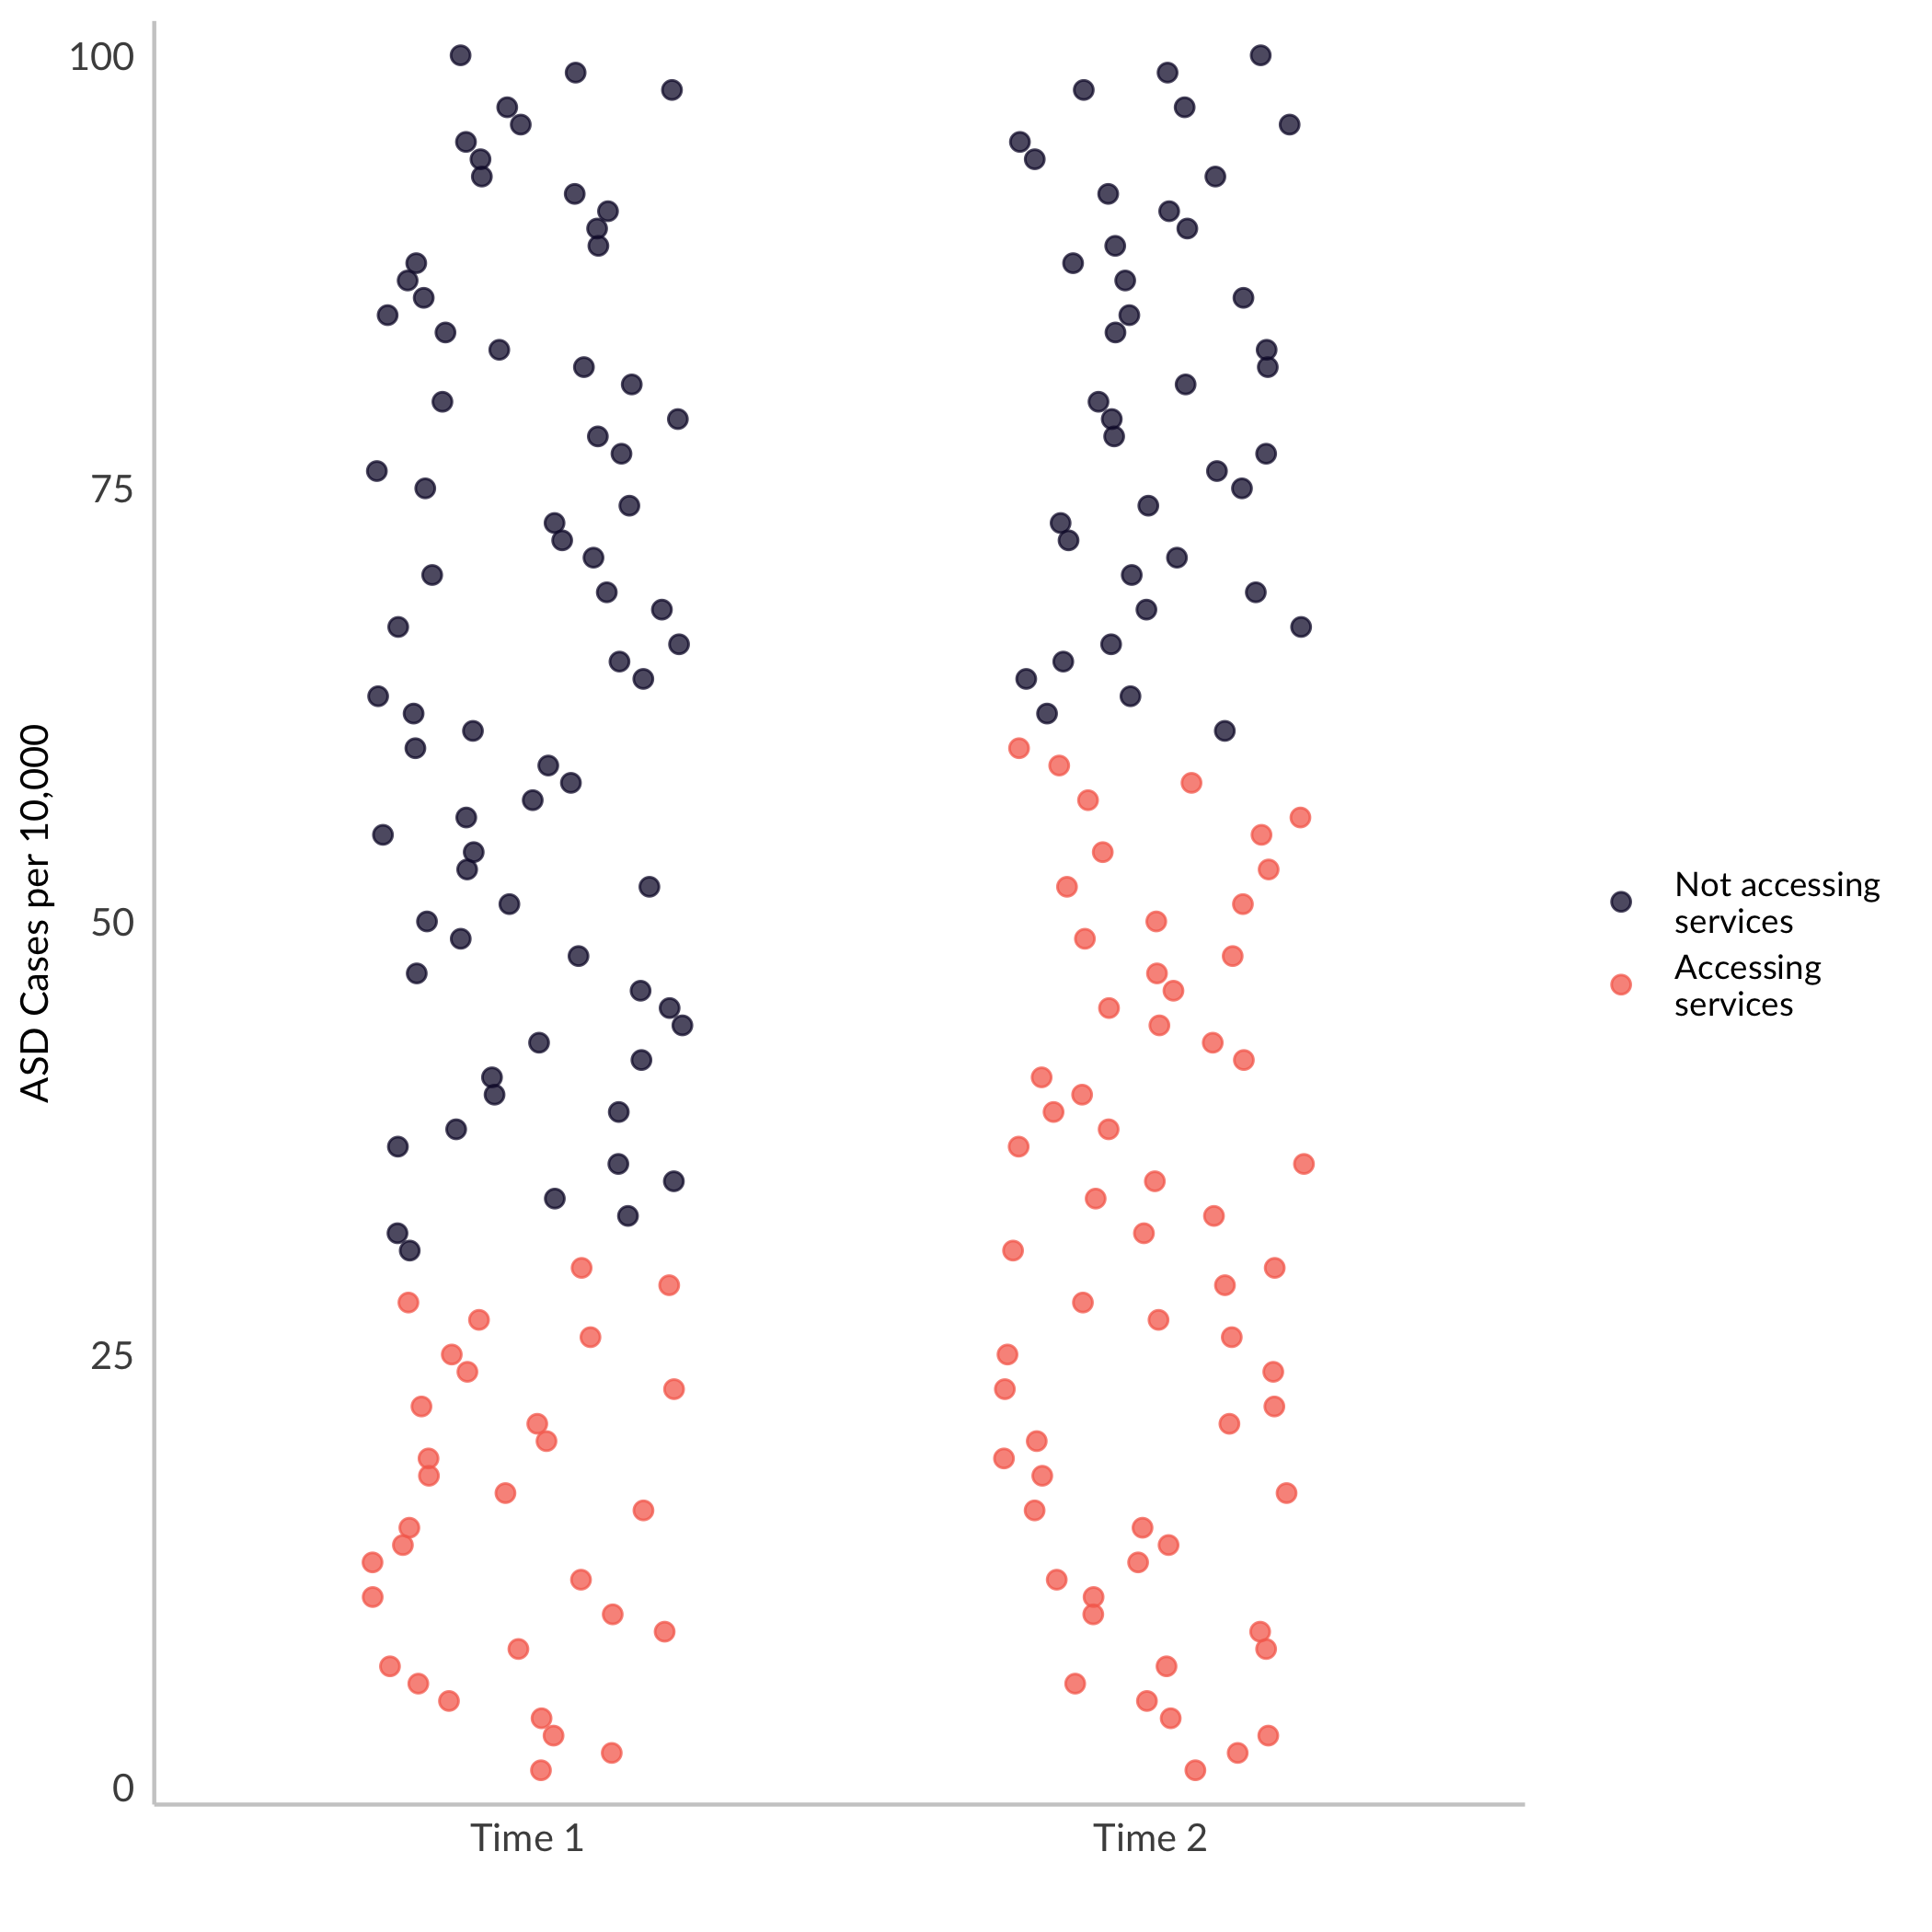 100
75
50
25
0
ASD Cases per 10,000
Time 1
Time 2
Not accessing
services
Accessing
services